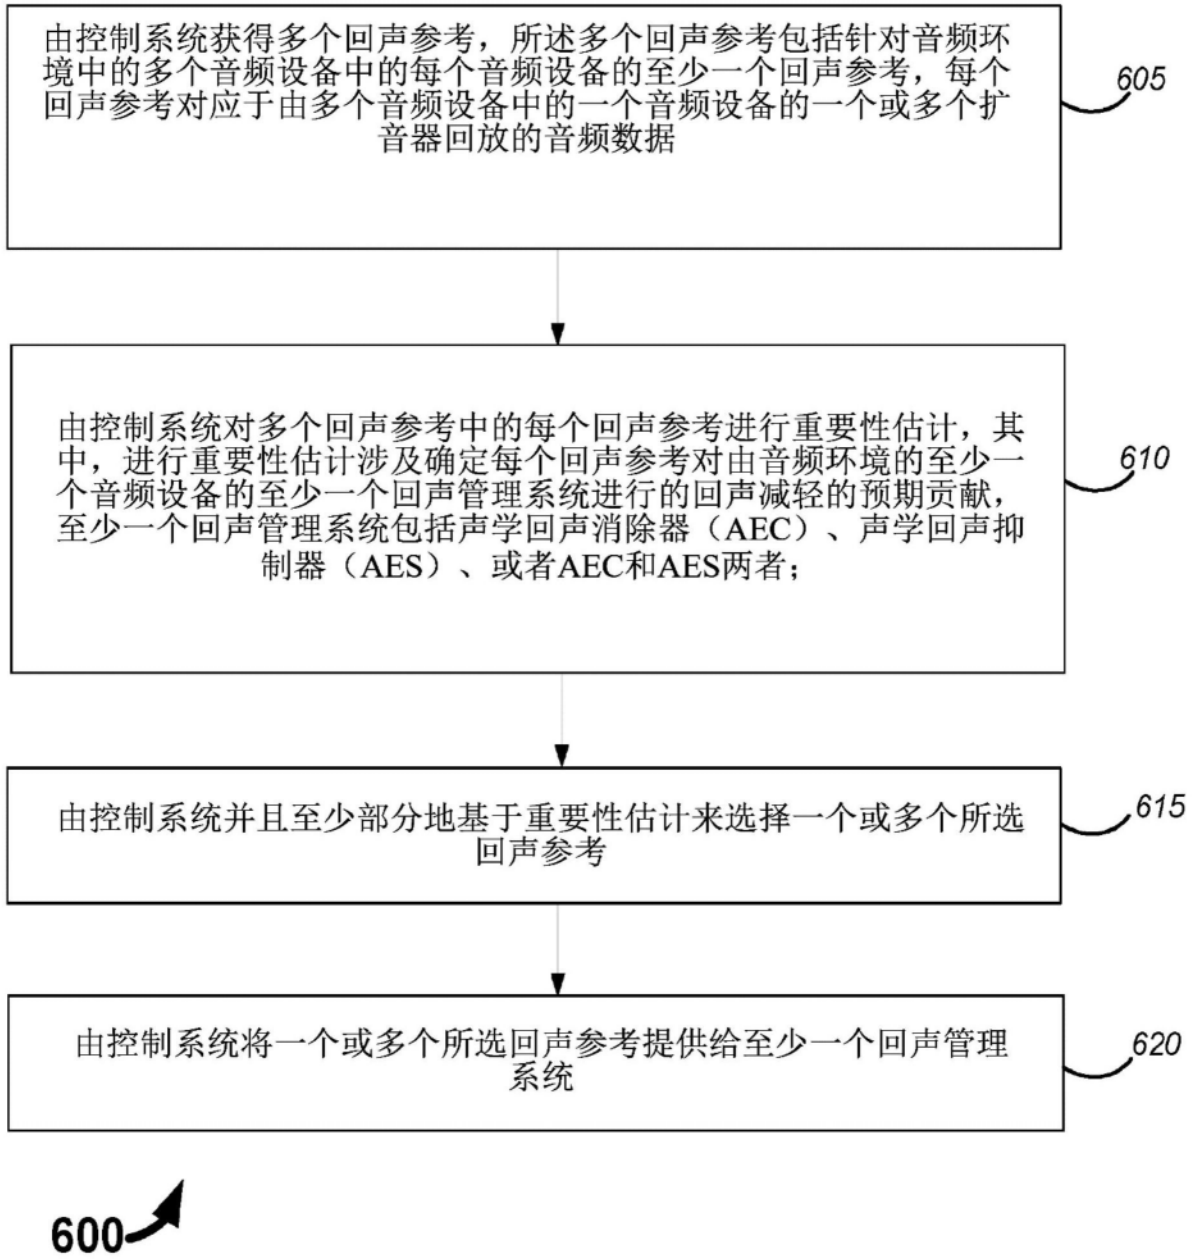 由控制系统获得多个回声参考，所述多个回声参考包括针对音频环
境中的多个音频设备中的每个音频设备的至少一个回声参考，每个
回声参考对应于由多个音频设备中的一个音频设备的一个或多个扩
音器回放的音频数据
605
由控制系统对多个回声参考中的每个回声参考进行重要性估计，其
中，进行重要性估计涉及确定每个回声参考对由音频环境的至少一
个音频设备的至少一个回声管理系统进行的回声减轻的预期贡献，
至少一个回声管理系统包括声学回声消除器（AEC）、声学回声抑
制器（AES）、或者AEC和AES两者；
610
由控制系统并且至少部分地基于重要性估计来选择一个或多个所选
回声参考
615
由控制系统将一个或多个所选回声参考提供给至少一个回声管理
系统
620
600